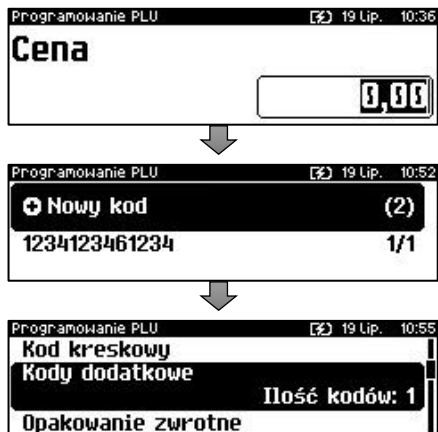 Programowanie PLU 19 Lip. 10:36
Cena
0,00
Programowanie PLU 19 Lip. 10:52
Nowy kod (2)
1234123461234 1/1
Programowanie PLU 19 Lip. 10:55
Kod kreskowy
Kody dodatkowe
Ilość kodów: 1
Opakowanie zwrotne